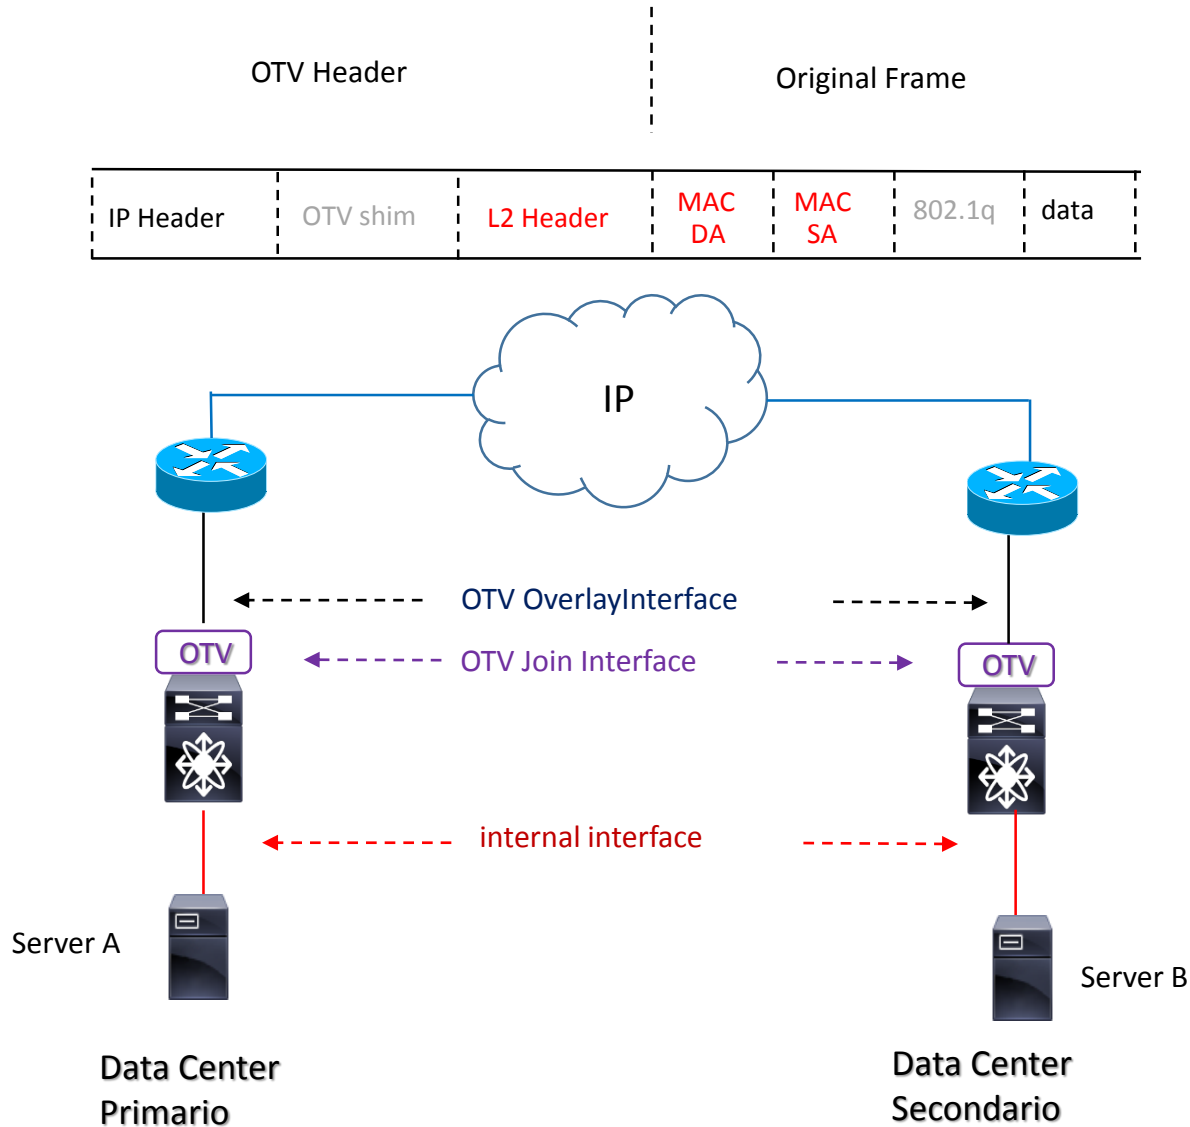 OTV Header
Original Frame
IP Header
OTV shim
L2 Header
MAC
DA
MAC
SA
802.1q
data
IP
OTV OverlayInterface
OTV
OTV Join Interface
OTV
internal interface
Server A
Server B
Data Center
Primario
Data Center
Secondario